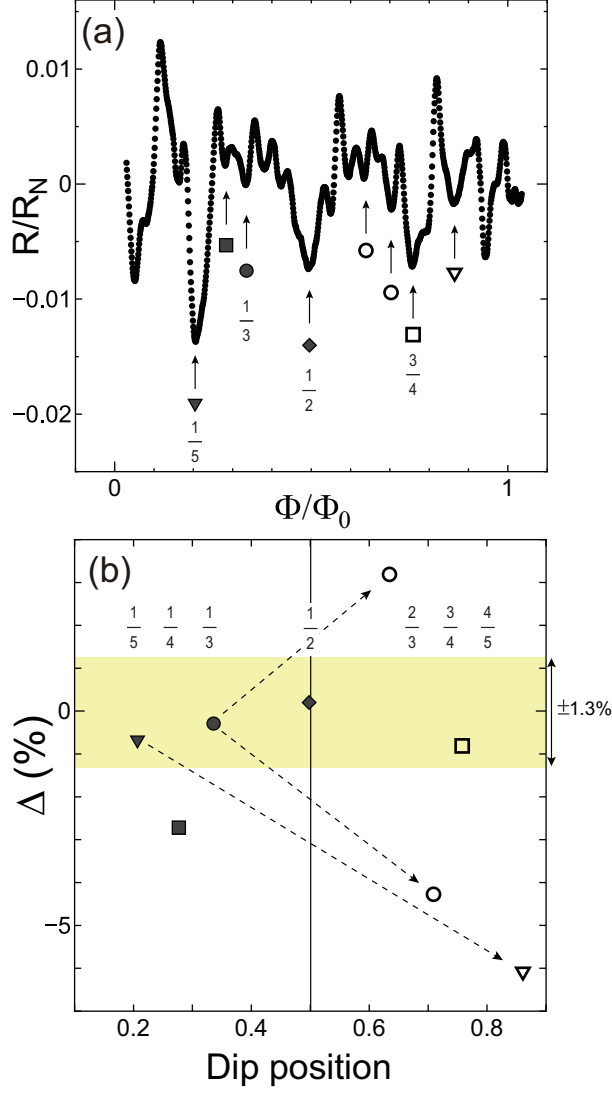 (a)
0.01
0
−0.01
−0.02
R/R_N
1/3
1/2
3/4
1/5
0 1
Φ/Φ₀
(b)
1/5 1/4 1/3 1/2 2/3 3/4 4/5
±1.3%
0
−5
Δ (%)
0.2 0.4 0.6 0.8
Dip position